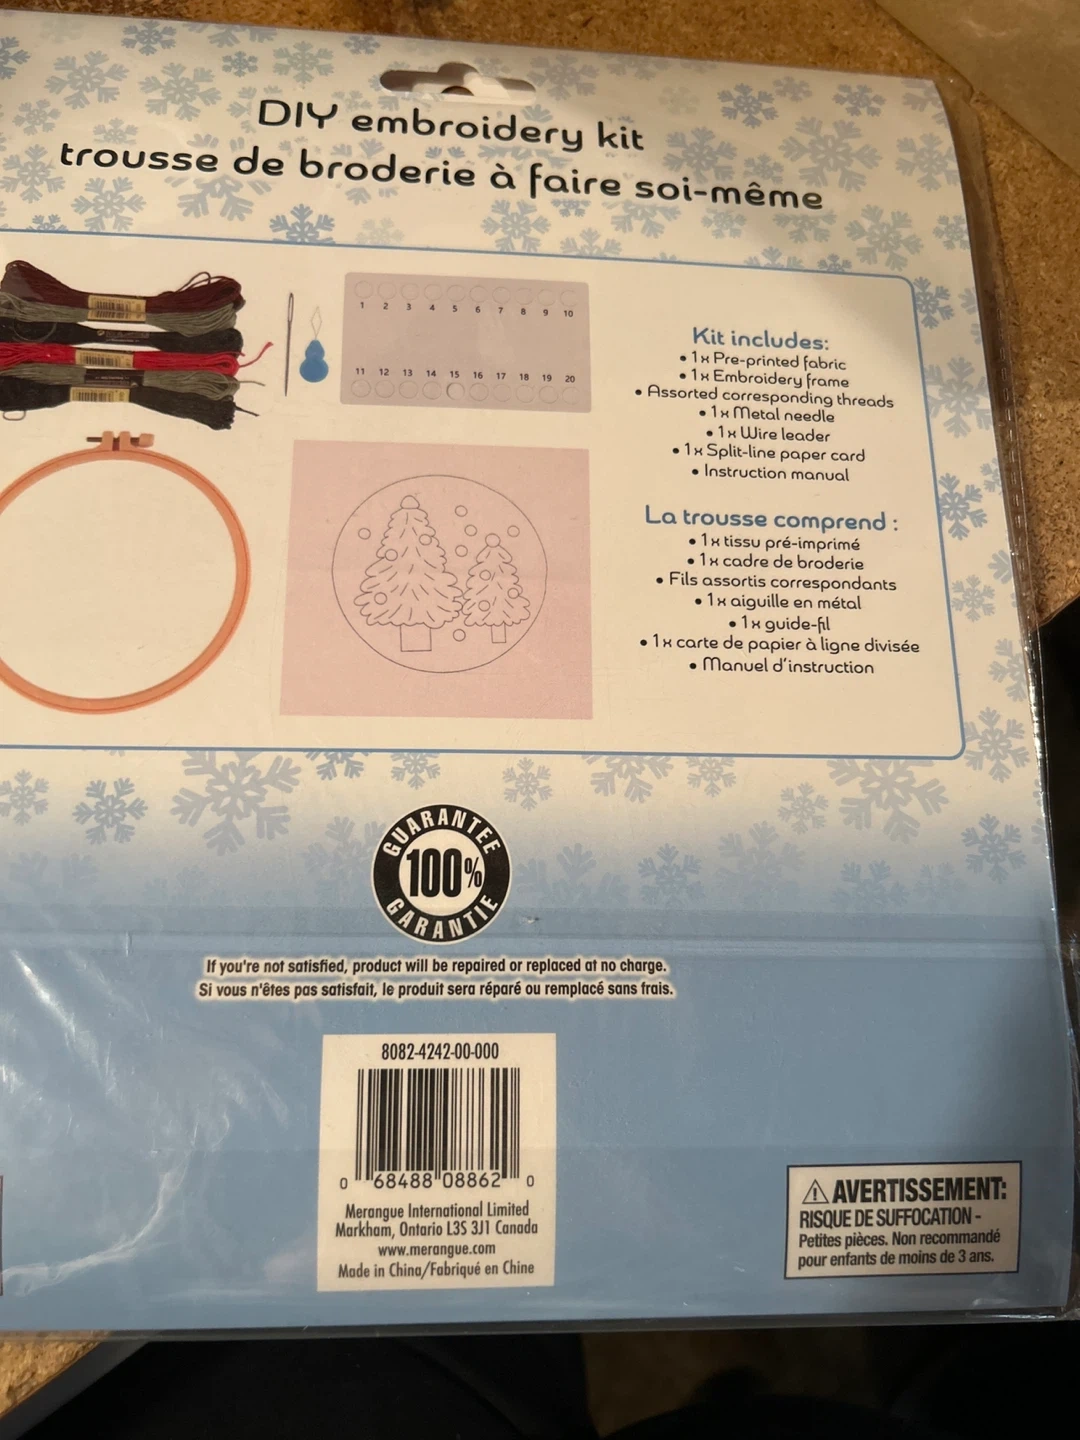 DIY embroidery kit
trousse de broderie à faire soi-même
1 2 3 4 5 6 7 8 9 10
11 12 13 14 15 16 17 18 19 20
Kit includes:
• 1x Pre-printed fabric
• 1x Embroidery frame
• Assorted corresponding threads
• 1x Metal needle
• 1x Wire leader
• 1x Split-line paper card
• Instruction manual
La trousse comprend :
• 1x tissu pré-imprimé
• 1x cadre de broderie
• Fils assortis correspondants
• 1x aiguille en métal
• 1x guide-fil
• 1x carte de papier à ligne divisée
• Manuel d'instruction
GUARANTEE
100%
GARANTIE
If you're not satisfied, product will be repaired or replaced at no charge.
Si vous n'êtes pas satisfait, le produit sera réparé ou remplacé sans frais.
8082-4242-00-000
0 68488 08862 0
Merangue International Limited
Markham, Ontario L3S 3J1 Canada
www.merangue.com
Made in China/Fabriqué en Chine
AVERTISSEMENT:
RISQUE DE SUFFOCATION -
Petites pièces. Non recommandé
pour enfants de moins de 3 ans.